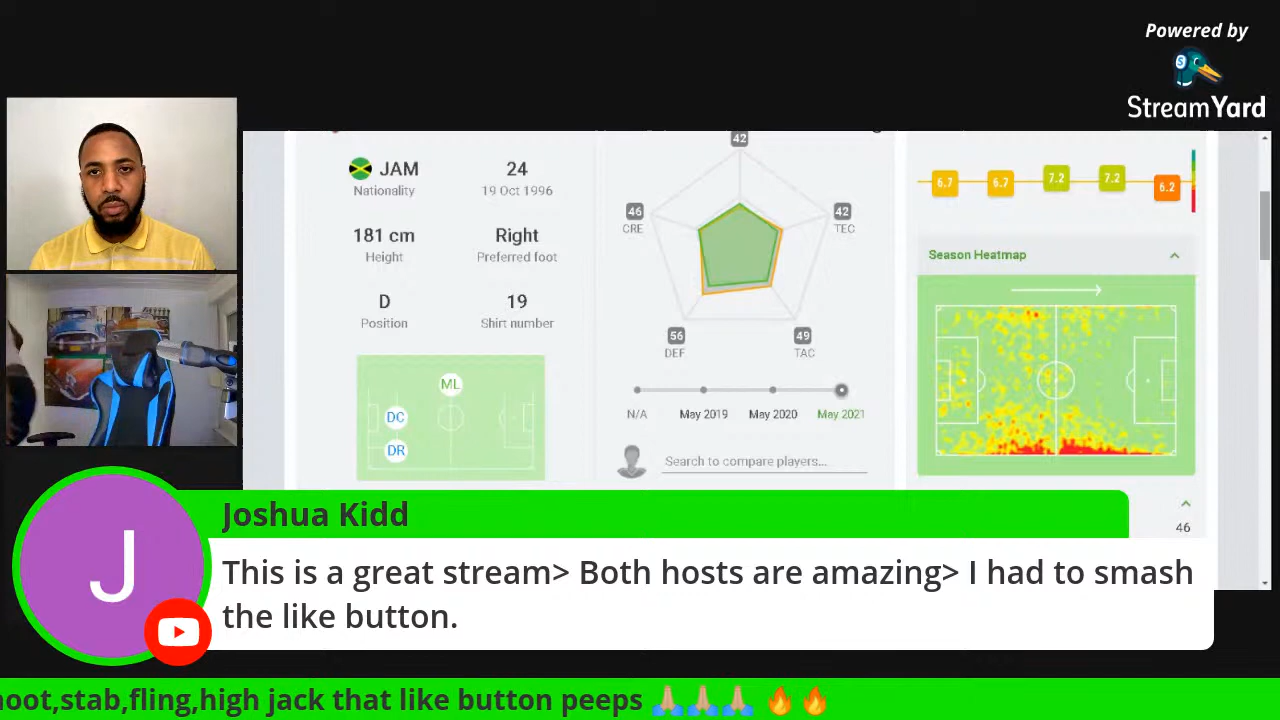 Powered by
StreamYard
JAM
Nationality
24
19 Oct 1996
181 cm
Height
Right
Preferred foot
D
Position
19
Shirt number
ML
DC
DR
42
46
CRE
42
TEC
56
DEF
49
TAC
N/A
May 2019
May 2020
May 2021
Search to compare players...
6.7
6.7
7.2
7.2
6.2
Season Heatmap
46
J
Joshua Kidd
This is a great stream> Both hosts are amazing> I had to smash
the like button.
oot,stab,fling,high jack that like button peeps 🙏🏼🙏🏼🙏🏼 🔥🔥